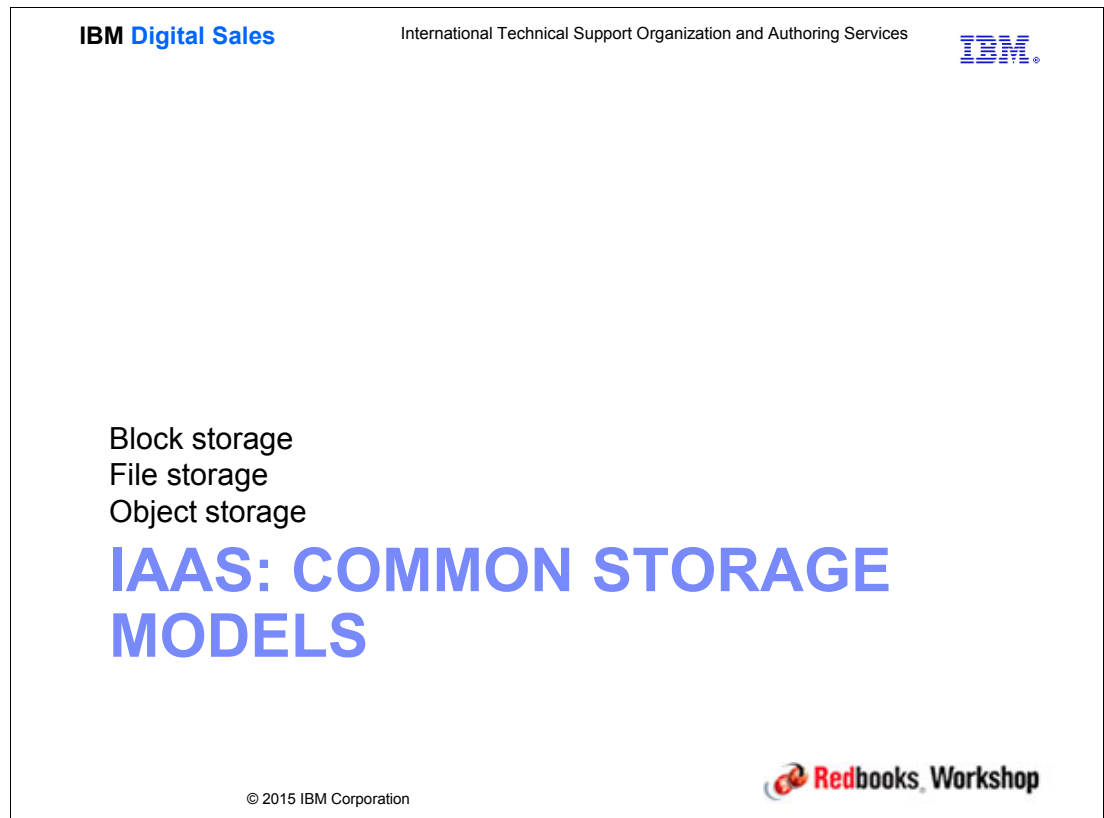 IBM Digital Sales
International Technical Support Organization and Authoring Services
IBM®
Block storage
File storage
Object storage
IAAS: COMMON STORAGE
MODELS
© 2015 IBM Corporation
Redbooks® Workshop